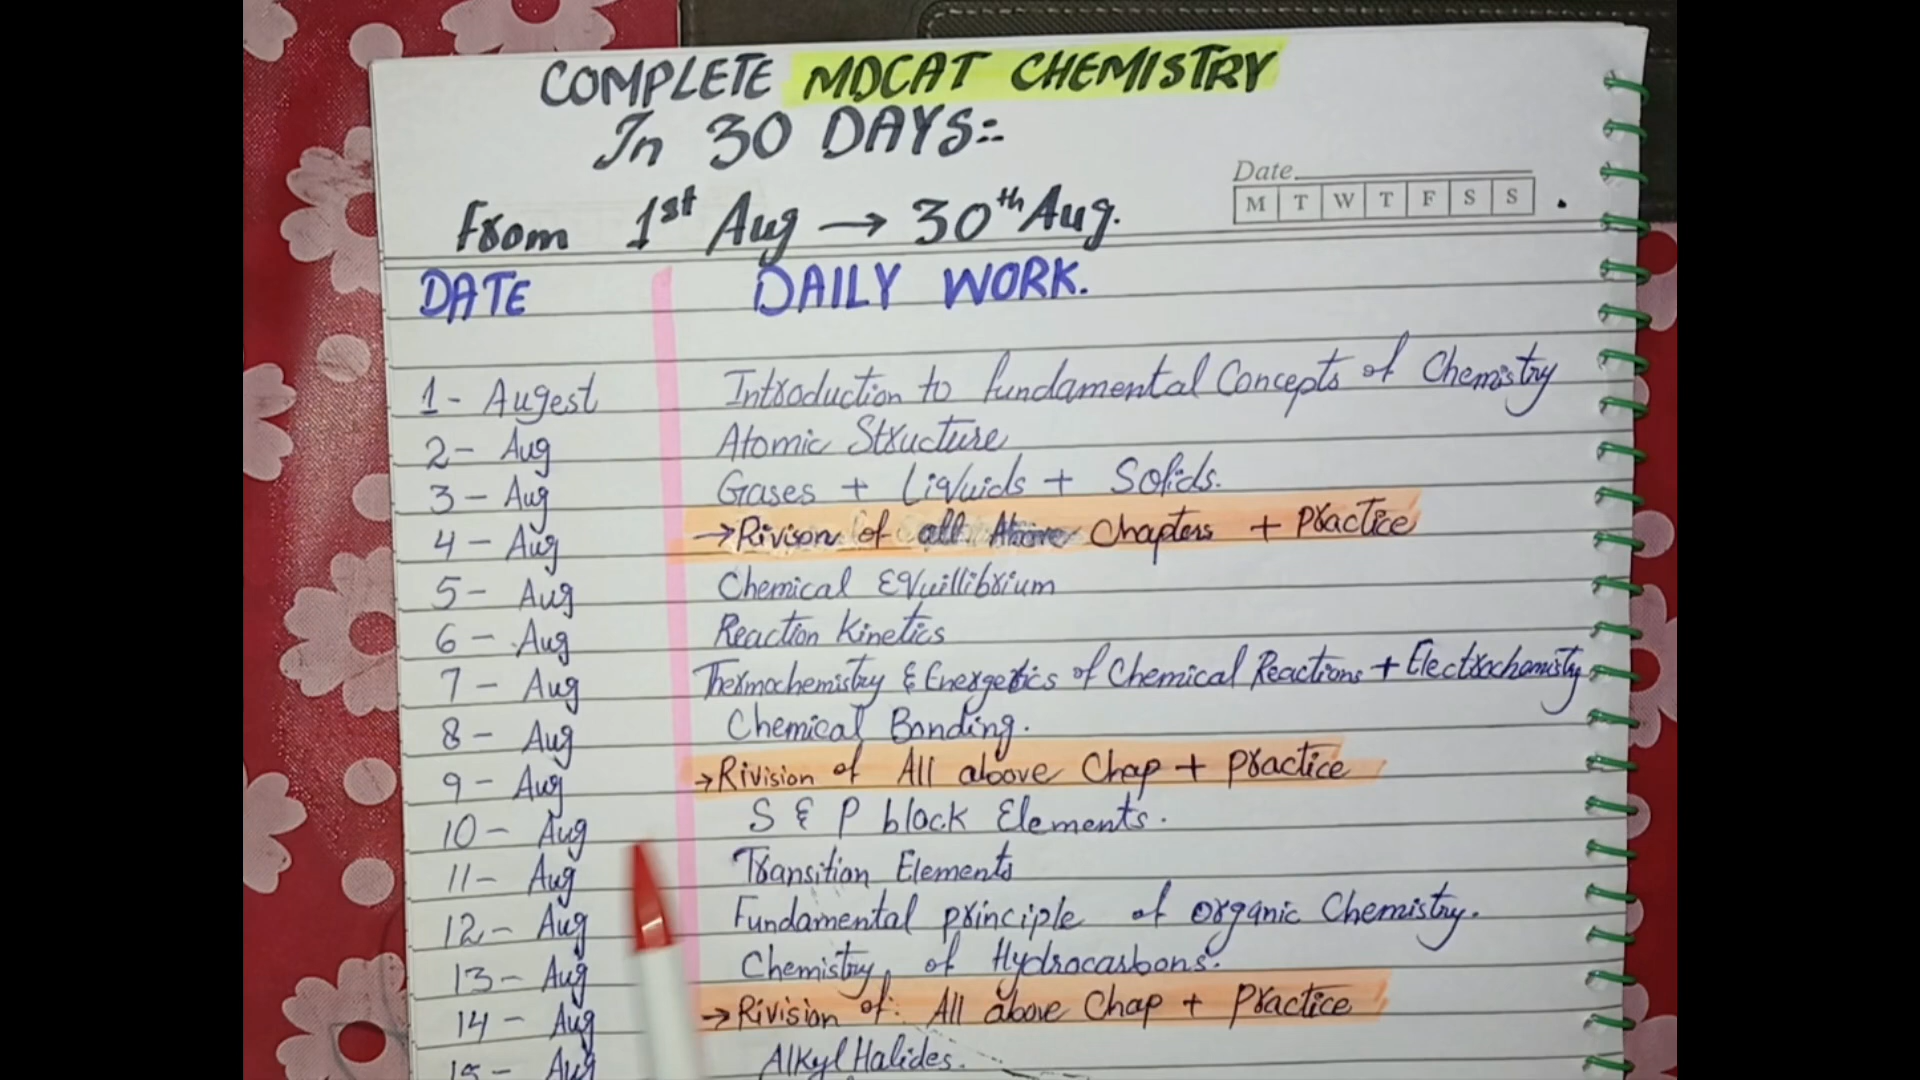 COMPLETE MDCAT CHEMISTRY
In 30 DAYS:-
Date
M T W T F S S
From 1st Aug → 30th Aug.
DATE DAILY WORK.
1- Augest Introduction to fundamental Concepts of Chemistry
2- Aug Atomic Structure
3- Aug Gases + Liquids + Solids.
4- Aug →Rivison of all Above Chapters + Practice
5- Aug Chemical Equillibrium
6- Aug Reaction Kinetics
7- Aug Thermochemistry & Energetics of Chemical Reactions + Electrochemistry
8- Aug Chemical Bonding.
9- Aug →Rivision of All above Chap + Practice
10- Aug S & P block Elements.
11- Aug Transition Elements
12- Aug Fundamental principle of organic Chemistry.
13- Aug Chemistry of Hydrocarbons.
14- Aug →Rivision of All above Chap + Practice
15- Aug Alkyl Halides.